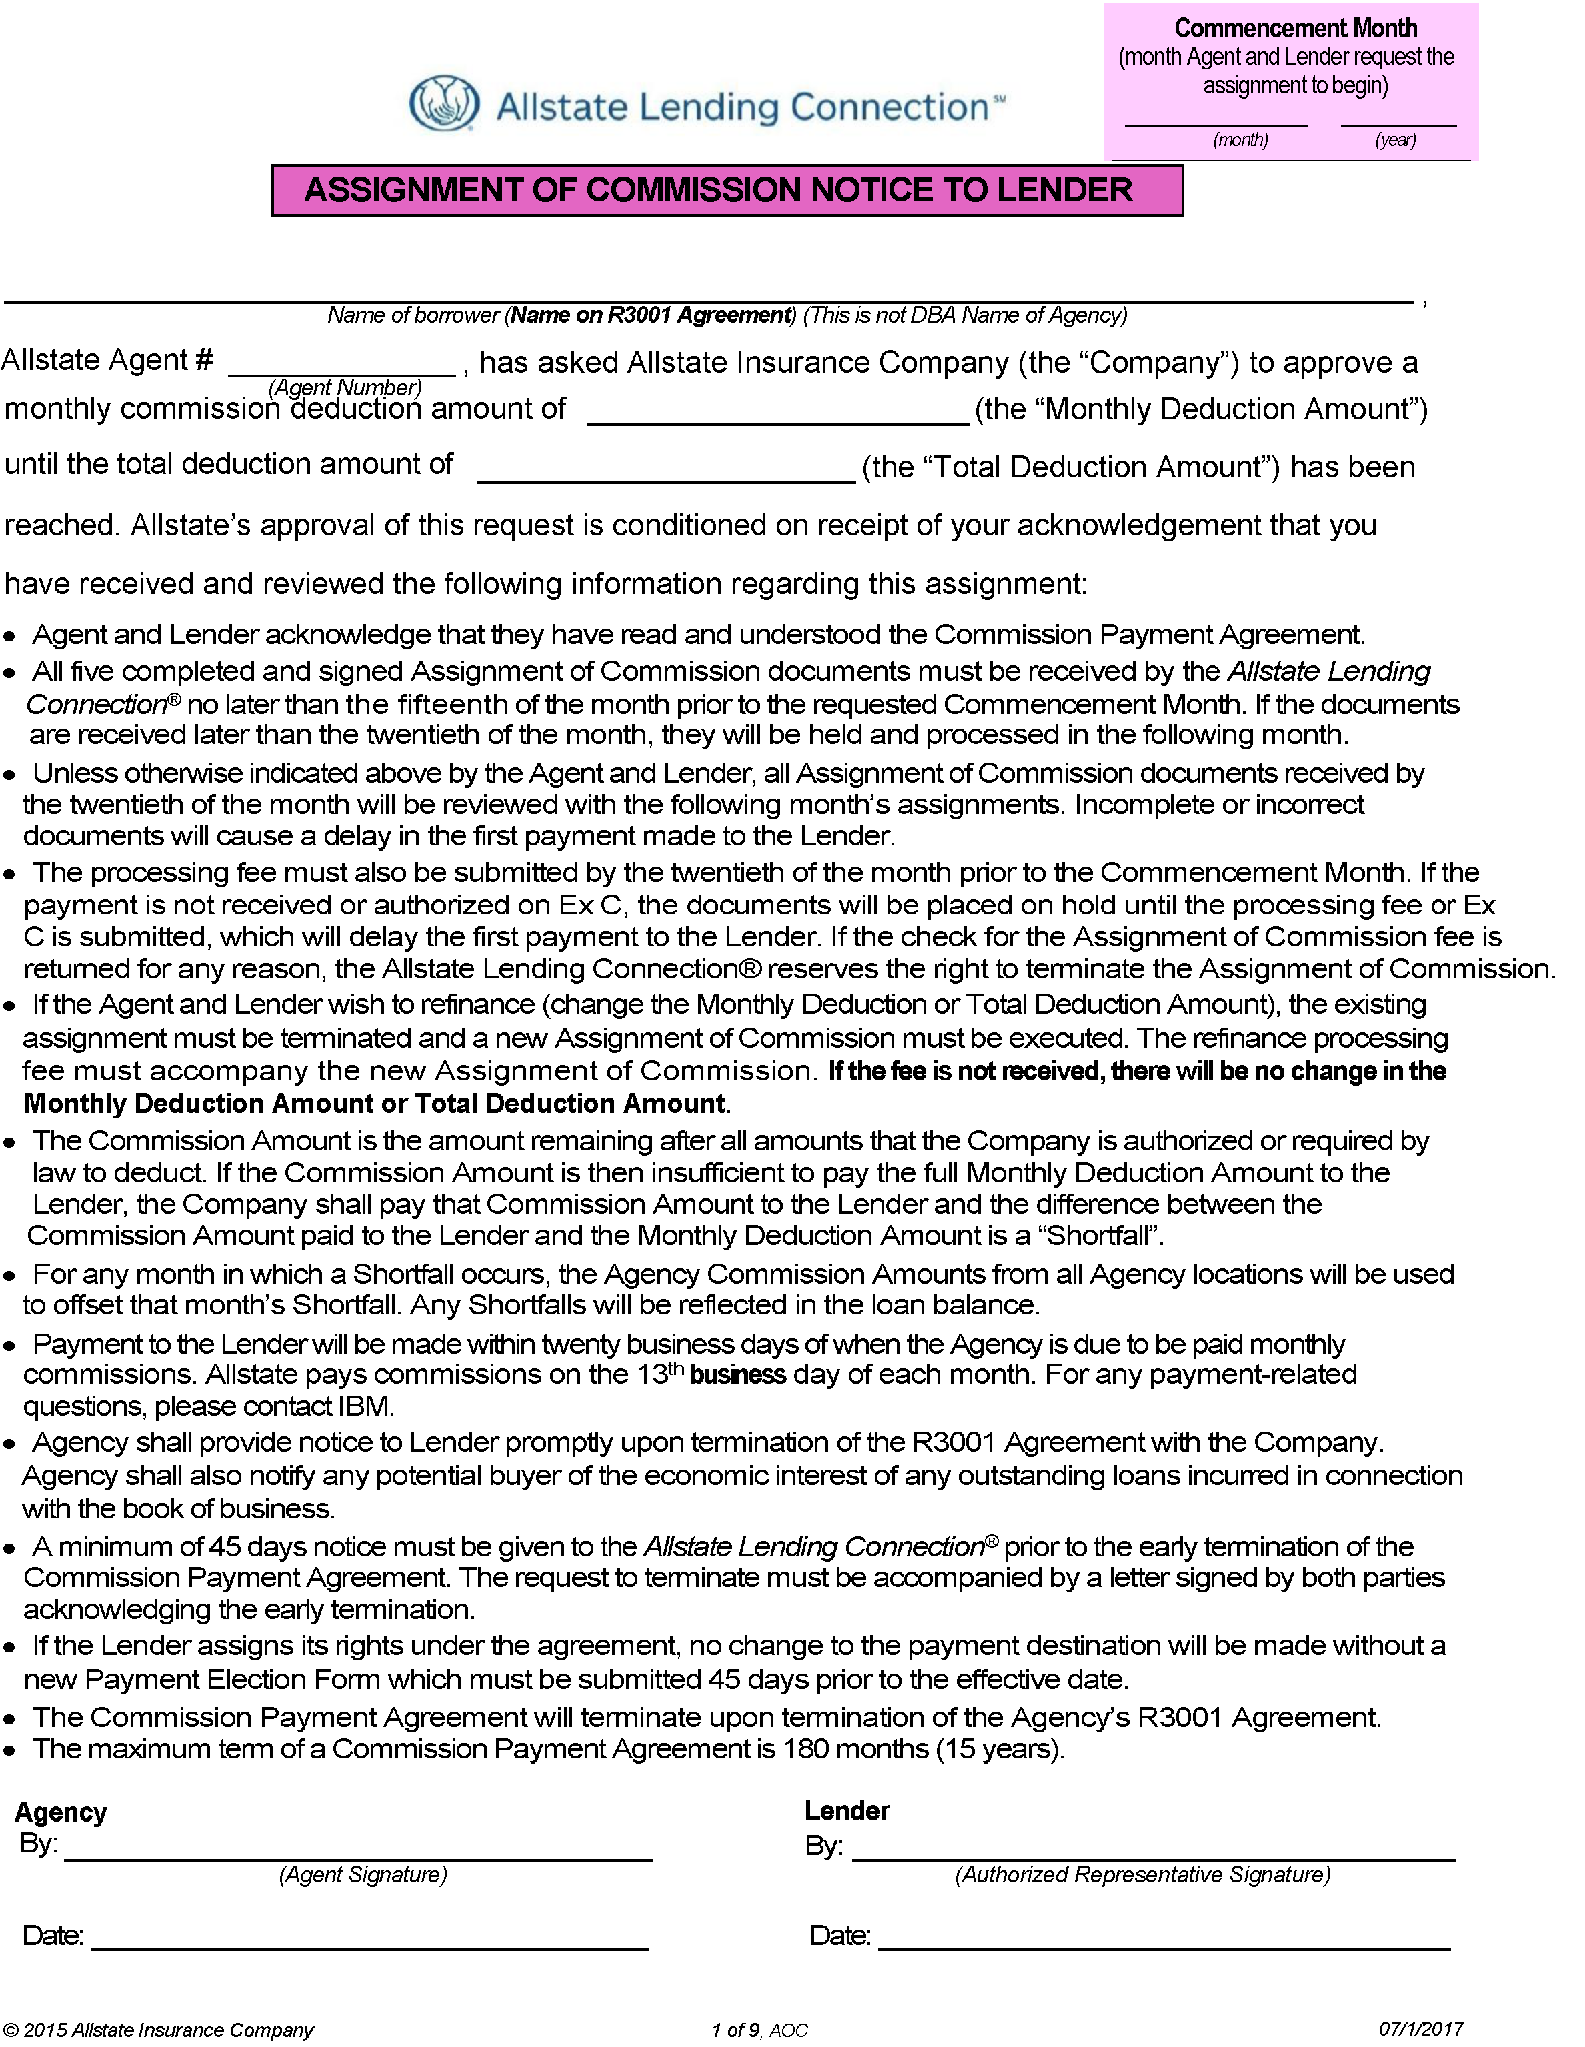 Commencement Month
(month Agent and Lender request the
assignment to begin)
(month) (year)
Allstate Lending Connection℠
ASSIGNMENT OF COMMISSION NOTICE TO LENDER
,
Name of borrower (Name on R3001 Agreement) (This is not DBA Name of Agency)
Allstate Agent # , has asked Allstate Insurance Company (the “Company”) to approve a
(Agent Number)
monthly commission deduction amount of (the “Monthly Deduction Amount”)
until the total deduction amount of (the “Total Deduction Amount”) has been
reached. Allstate’s approval of this request is conditioned on receipt of your acknowledgement that you
have received and reviewed the following information regarding this assignment:
• Agent and Lender acknowledge that they have read and understood the Commission Payment Agreement.
• All five completed and signed Assignment of Commission documents must be received by the Allstate Lending
Connection® no later than the fifteenth of the month prior to the requested Commencement Month. If the documents
are received later than the twentieth of the month, they will be held and processed in the following month.
• Unless otherwise indicated above by the Agent and Lender, all Assignment of Commission documents received by
the twentieth of the month will be reviewed with the following month’s assignments. Incomplete or incorrect
documents will cause a delay in the first payment made to the Lender.
• The processing fee must also be submitted by the twentieth of the month prior to the Commencement Month. If the
payment is not received or authorized on Ex C, the documents will be placed on hold until the processing fee or Ex
C is submitted, which will delay the first payment to the Lender. If the check for the Assignment of Commission fee is
returned for any reason, the Allstate Lending Connection® reserves the right to terminate the Assignment of Commission.
• If the Agent and Lender wish to refinance (change the Monthly Deduction or Total Deduction Amount), the existing
assignment must be terminated and a new Assignment of Commission must be executed. The refinance processing
fee must accompany the new Assignment of Commission. If the fee is not received, there will be no change in the
Monthly Deduction Amount or Total Deduction Amount.
• The Commission Amount is the amount remaining after all amounts that the Company is authorized or required by
law to deduct. If the Commission Amount is then insufficient to pay the full Monthly Deduction Amount to the
Lender, the Company shall pay that Commission Amount to the Lender and the difference between the
Commission Amount paid to the Lender and the Monthly Deduction Amount is a “Shortfall”.
• For any month in which a Shortfall occurs, the Agency Commission Amounts from all Agency locations will be used
to offset that month’s Shortfall. Any Shortfalls will be reflected in the loan balance.
• Payment to the Lender will be made within twenty business days of when the Agency is due to be paid monthly
commissions. Allstate pays commissions on the 13th business day of each month. For any payment-related
questions, please contact IBM.
• Agency shall provide notice to Lender promptly upon termination of the R3001 Agreement with the Company.
Agency shall also notify any potential buyer of the economic interest of any outstanding loans incurred in connection
with the book of business.
• A minimum of 45 days notice must be given to the Allstate Lending Connection® prior to the early termination of the
Commission Payment Agreement. The request to terminate must be accompanied by a letter signed by both parties
acknowledging the early termination.
• If the Lender assigns its rights under the agreement, no change to the payment destination will be made without a
new Payment Election Form which must be submitted 45 days prior to the effective date.
• The Commission Payment Agreement will terminate upon termination of the Agency’s R3001 Agreement.
• The maximum term of a Commission Payment Agreement is 180 months (15 years).
Agency Lender
By: By:
(Agent Signature) (Authorized Representative Signature)
Date: Date:
© 2015 Allstate Insurance Company 1 of 9, AOC 07/1/2017